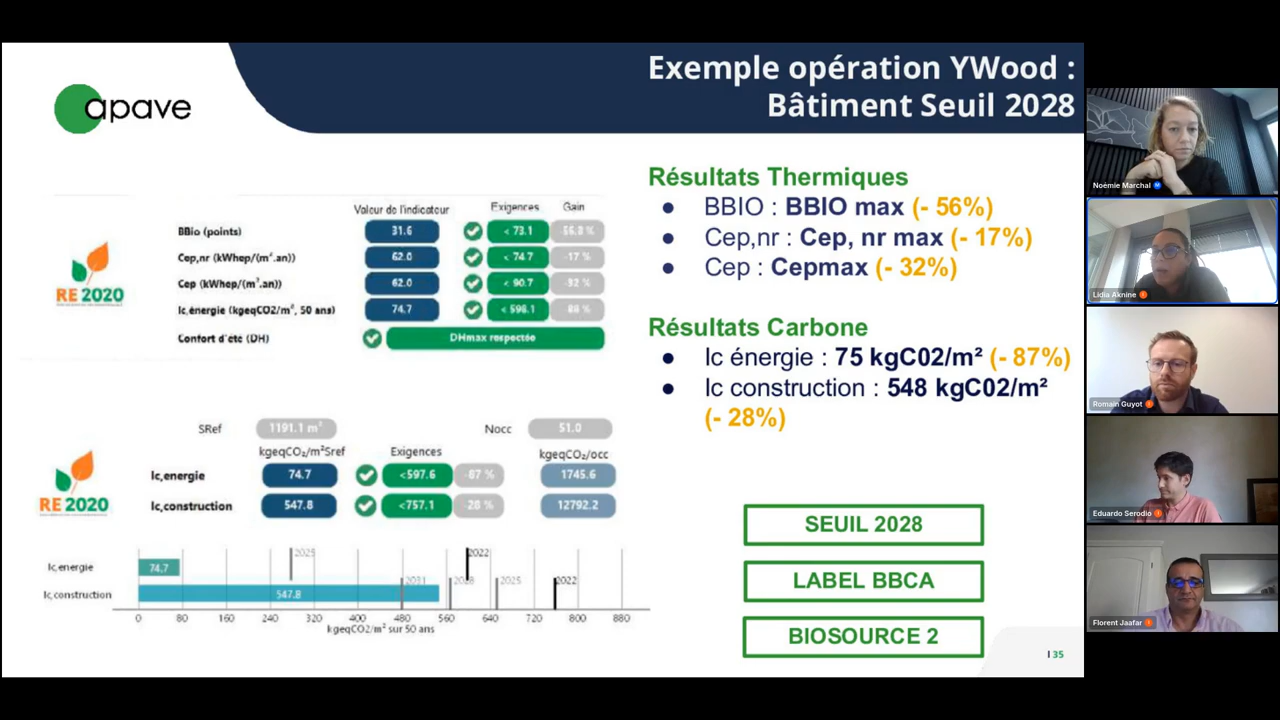 Exemple opération YWood :
Bâtiment Seuil 2028
apave
Valeur de l'indicateur Exigences Gain
BBio (points) 31.6 < 73.1 -56.8 %
Cep,nr (kWhep/(m².an)) 62.0 < 74.7 -17 %
Cep (kWhep/(m².an)) 62.0 < 90.7 -32 %
Ic,énergie (kgeqCO2/m², 50 ans) 74.7 < 598.1
Confort d'été (DH) DHmax respectée
RE 2020
SRef 1191.1 m² Nocc 51.0
kgeqCO₂/m²Sref Exigences kgeqCO₂/occ
Ic,energie 74.7 <597.6 -87 % 1745.6
Ic,construction 547.8 <757.1 -28 % 12792.2
RE 2020
2025 2022
Ic,energie 74,7
2031 2028 2025 2022
Ic,construction 547.8
0 80 160 240 320 400 480 560 640 720 800 880
kgeqCO2/m² sur 50 ans
Résultats Thermiques
● BBIO : BBIO max (- 56%)
● Cep,nr : Cep, nr max (- 17%)
● Cep : Cepmax (- 32%)
Résultats Carbone
● Ic énergie : 75 kgC02/m² (- 87%)
● Ic construction : 548 kgC02/m²
(- 28%)
SEUIL 2028
LABEL BBCA
BIOSOURCE 2
I 35
Noémie Marchal
Lidia Aknine
Romain Guyot
Eduardo Serodio
Florent Jaafar